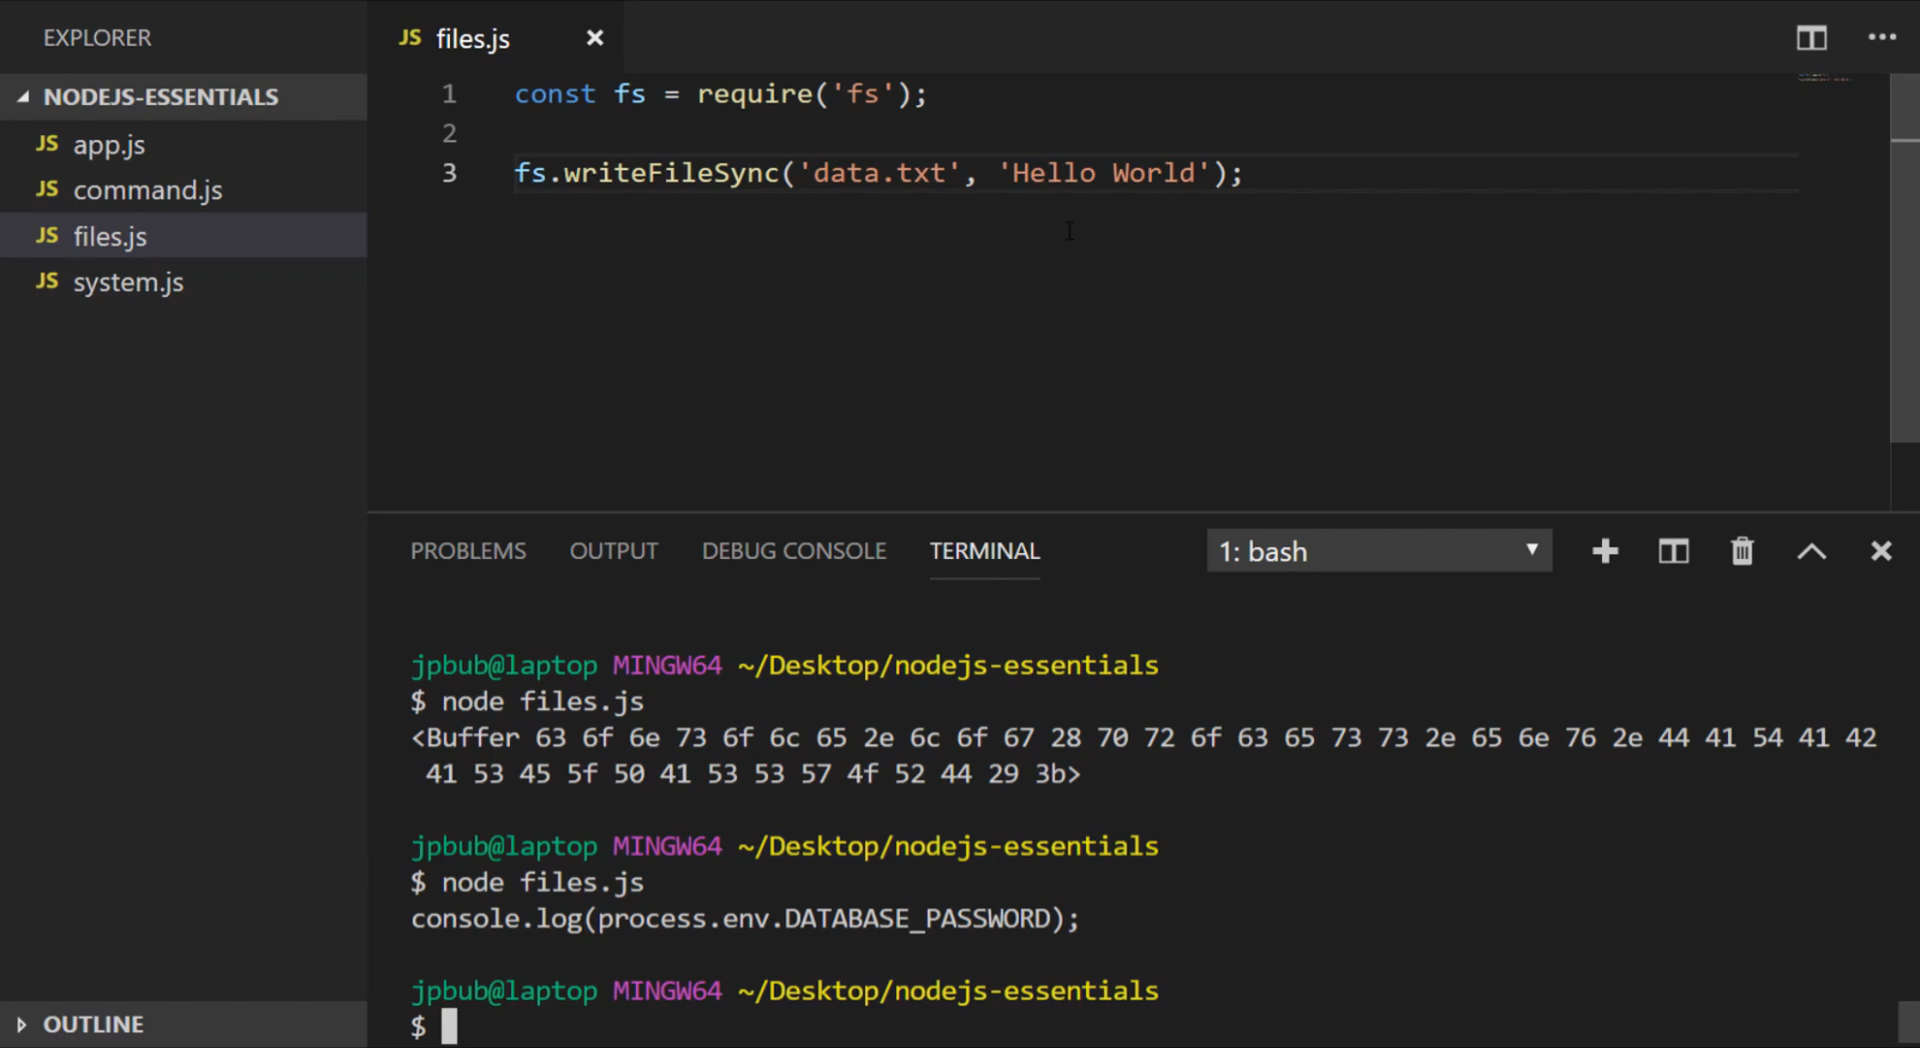 EXPLORER
NODEJS-ESSENTIALS
JS app.js
JS command.js
JS files.js
JS system.js
OUTLINE
JS files.js
1 const fs = require('fs');
2
3 fs.writeFileSync('data.txt', 'Hello World');
PROBLEMS OUTPUT DEBUG CONSOLE TERMINAL 1: bash
jpbub@laptop MINGW64 ~/Desktop/nodejs-essentials
$ node files.js
<Buffer 63 6f 6e 73 6f 6c 65 2e 6c 6f 67 28 70 72 6f 63 65 73 73 2e 65 6e 76 2e 44 41 54 41 42
41 53 45 5f 50 41 53 53 57 4f 52 44 29 3b>
jpbub@laptop MINGW64 ~/Desktop/nodejs-essentials
$ node files.js
console.log(process.env.DATABASE_PASSWORD);
jpbub@laptop MINGW64 ~/Desktop/nodejs-essentials
$